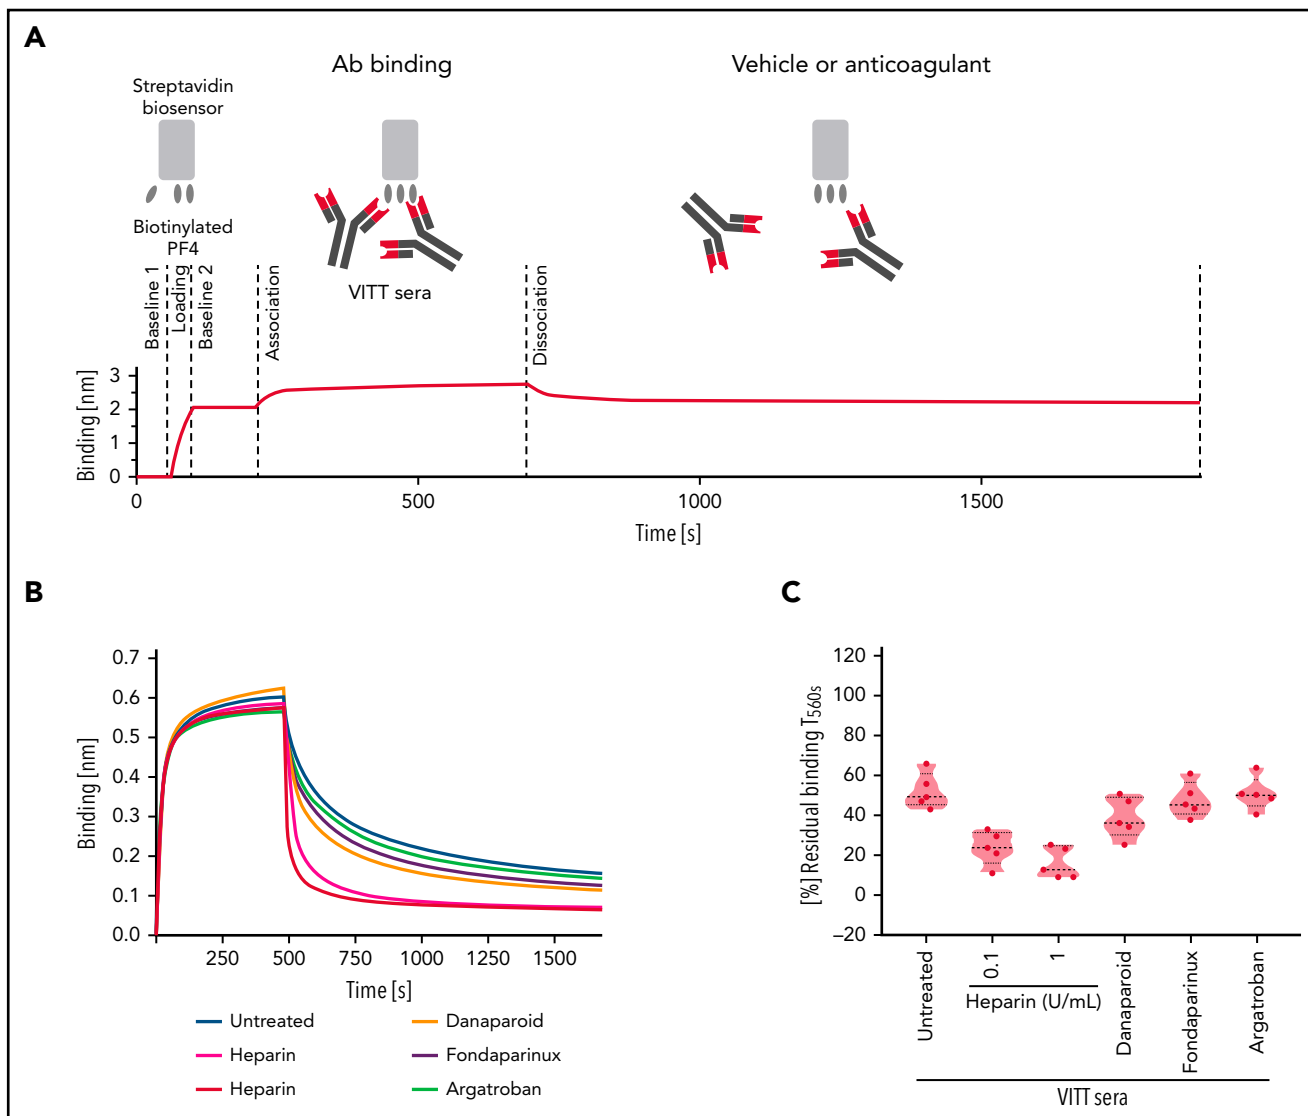 A
Ab binding
Vehicle or anticoagulant
Streptavidin
biosensor
Biotinylated
PF4
VITT sera
Baseline 1
Loading
Baseline 2
Association
Dissociation
Binding [nm]
3
2
1
0
0
500
1000
1500
Time [s]
B
Binding [nm]
0.7
0.6
0.5
0.4
0.3
0.2
0.1
0.0
250
500
750
1000
1250
1500
Time [s]
Untreated
Heparin
Heparin
Danaparoid
Fondaparinux
Argatroban
C
[%] Residual binding T560s
120
100
80
60
40
20
0
–20
Untreated
0.1
1
Heparin (U/mL)
Danaparoid
Fondaparinux
Argatroban
VITT sera